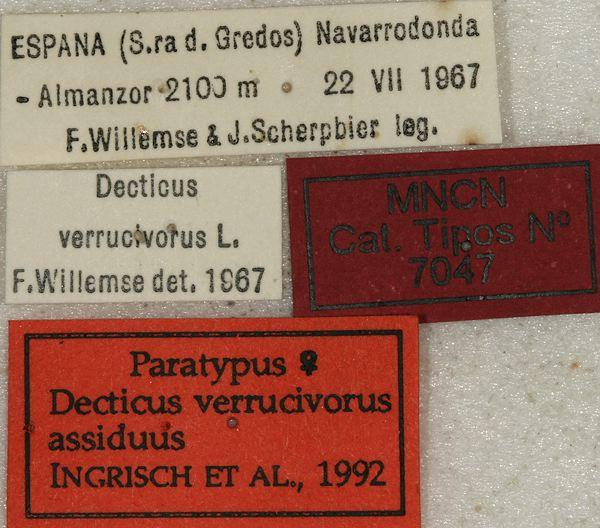 ESPANA (S.ra d. Gredos) Navarrodonda
- Almanzor 2100 m 22 VII 1967
F.Willemse & J.Scherpbier leg.
Decticus
verrucivorus L.
F.Willemse det. 1967
MNCN
Cat. Tipos Nº
7047
Paratypus ♀
Decticus verrucivorus
assiduus
INGRISCH ET AL., 1992